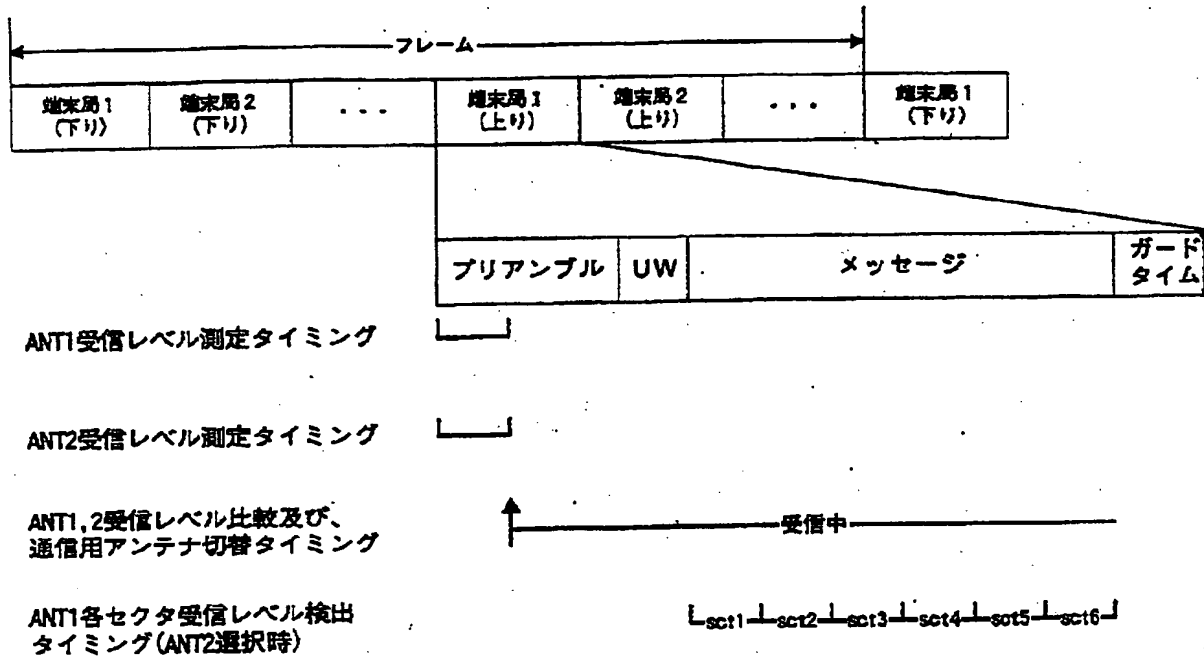 フレーム
端末局1 端末局2 ・・・ 端末局1 端末局2 ・・・ 端末局1
(下り) (下り) (上り) (上り) (下り)
プリアンブル UW メッセージ ガード
タイム
ANT1受信レベル測定タイミング
ANT2受信レベル測定タイミング
ANT1,2受信レベル比較及び、
通信用アンテナ切替タイミング
受信中
ANT1各セクタ受信レベル検出
タイミング(ANT2選択時)
sct1 sct2 sct3 sct4 sct5 sct6